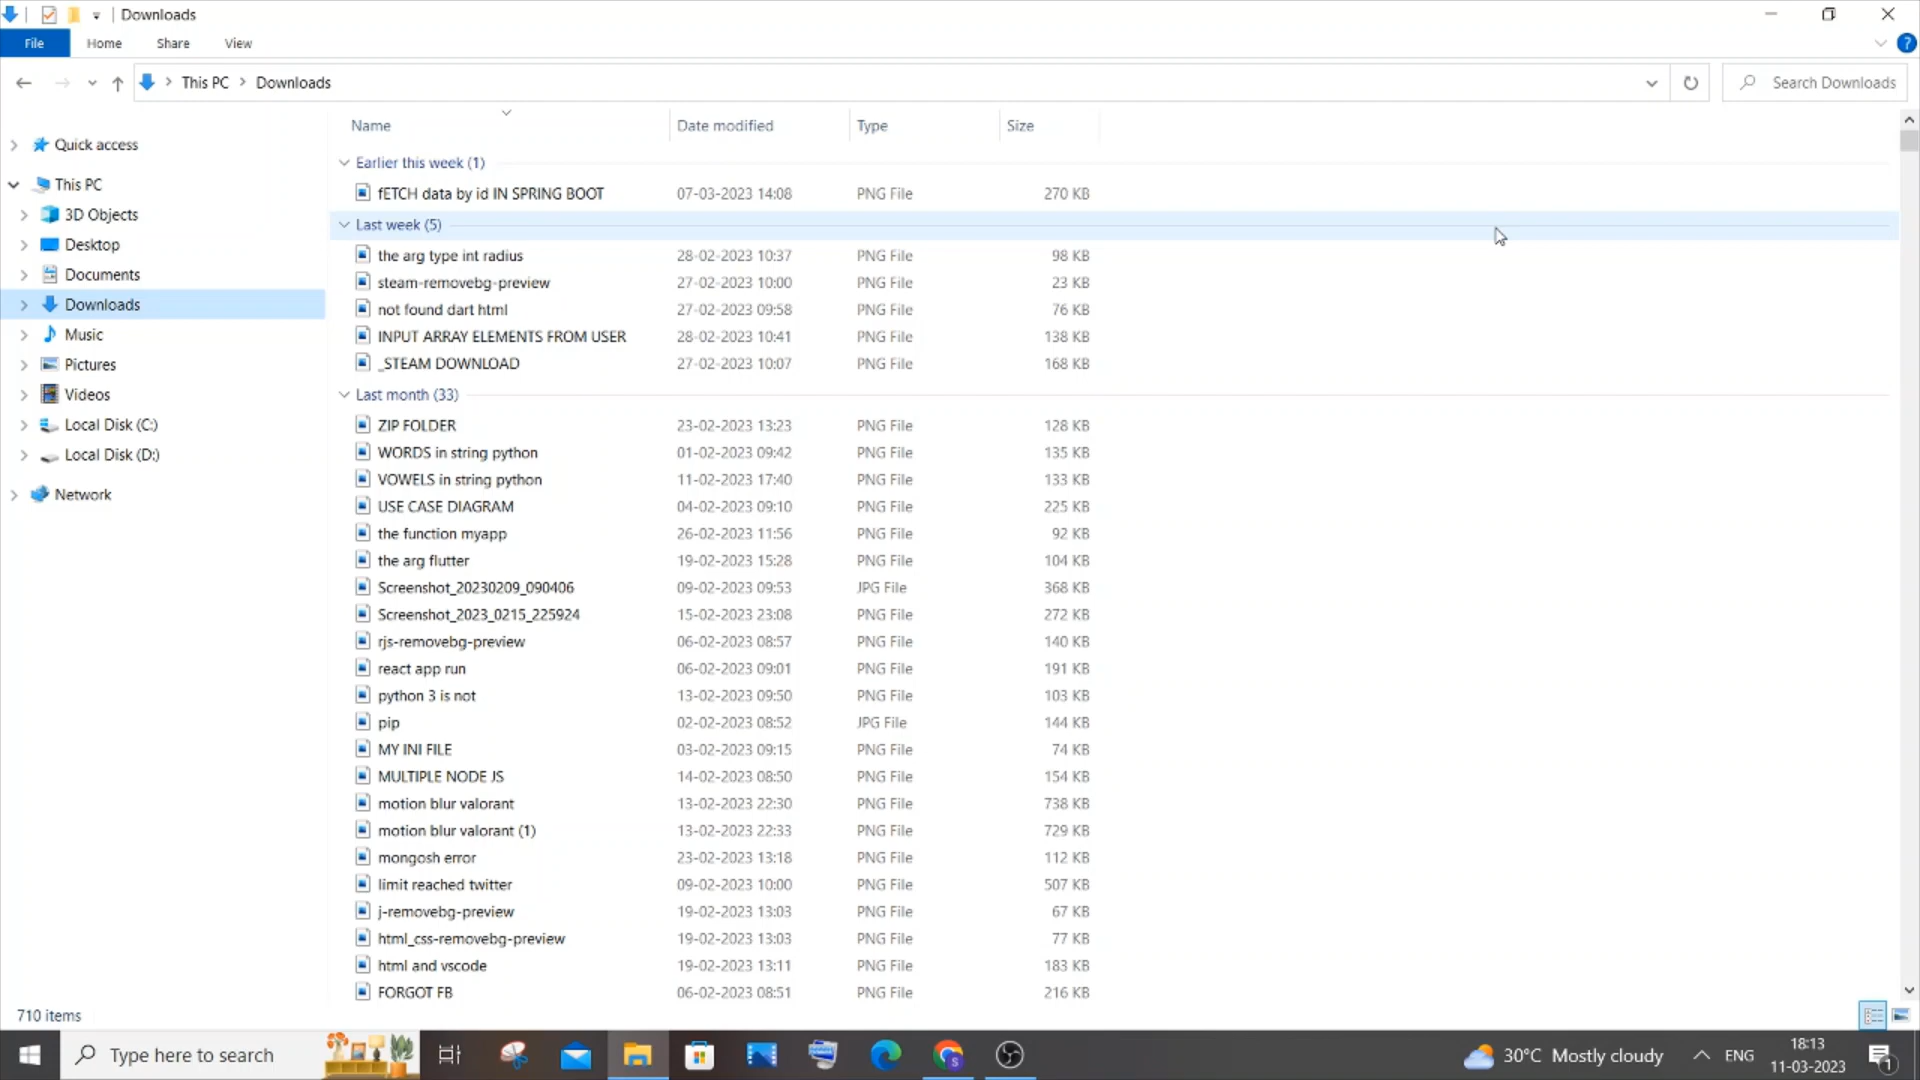 Downloads
File Home Share View
This PC > Downloads
Search Downloads
Name Date modified Type Size
Quick access
This PC
3D Objects
Desktop
Documents
Downloads
Music
Pictures
Videos
Local Disk (C:)
Local Disk (D:)
Network
Earlier this week (1)
fETCH data by id IN SPRING BOOT 07-03-2023 14:08 PNG File 270 KB
Last week (5)
the arg type int radius 28-02-2023 10:37 PNG File 98 KB
steam-removebg-preview 27-02-2023 10:00 PNG File 23 KB
not found dart html 27-02-2023 09:58 PNG File 76 KB
INPUT ARRAY ELEMENTS FROM USER 28-02-2023 10:41 PNG File 138 KB
_STEAM DOWNLOAD 27-02-2023 10:07 PNG File 168 KB
Last month (33)
ZIP FOLDER 23-02-2023 13:23 PNG File 128 KB
WORDS in string python 01-02-2023 09:42 PNG File 135 KB
VOWELS in string python 11-02-2023 17:40 PNG File 133 KB
USE CASE DIAGRAM 04-02-2023 09:10 PNG File 225 KB
the function myapp 26-02-2023 11:56 PNG File 92 KB
the arg flutter 19-02-2023 15:28 PNG File 104 KB
Screenshot_20230209_090406 09-02-2023 09:53 JPG File 368 KB
Screenshot_2023_0215_225924 15-02-2023 23:08 PNG File 272 KB
rjs-removebg-preview 06-02-2023 08:57 PNG File 140 KB
react app run 06-02-2023 09:01 PNG File 191 KB
python 3 is not 13-02-2023 09:50 PNG File 103 KB
pip 02-02-2023 08:52 JPG File 144 KB
MY INI FILE 03-02-2023 09:15 PNG File 74 KB
MULTIPLE NODE JS 14-02-2023 08:50 PNG File 154 KB
motion blur valorant 13-02-2023 22:30 PNG File 738 KB
motion blur valorant (1) 13-02-2023 22:33 PNG File 729 KB
mongosh error 23-02-2023 13:18 PNG File 112 KB
limit reached twitter 09-02-2023 10:00 PNG File 507 KB
j-removebg-preview 19-02-2023 13:03 PNG File 67 KB
html_css-removebg-preview 19-02-2023 13:03 PNG File 77 KB
html and vscode 19-02-2023 13:11 PNG File 183 KB
FORGOT FB 06-02-2023 08:51 PNG File 216 KB
710 items
Type here to search
30°C Mostly cloudy
ENG
18:13
11-03-2023
1